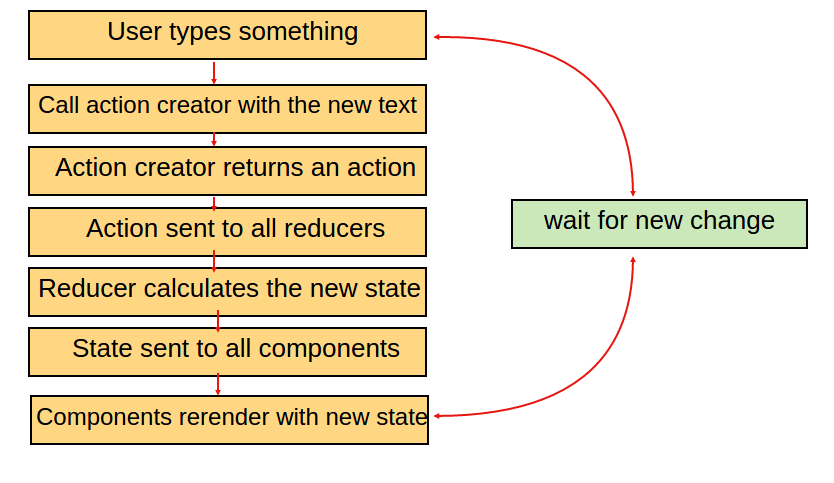 User types something
Call action creator with the new text
Action creator returns an action
Action sent to all reducers
wait for new change
Reducer calculates the new state
State sent to all components
Components rerender with new state